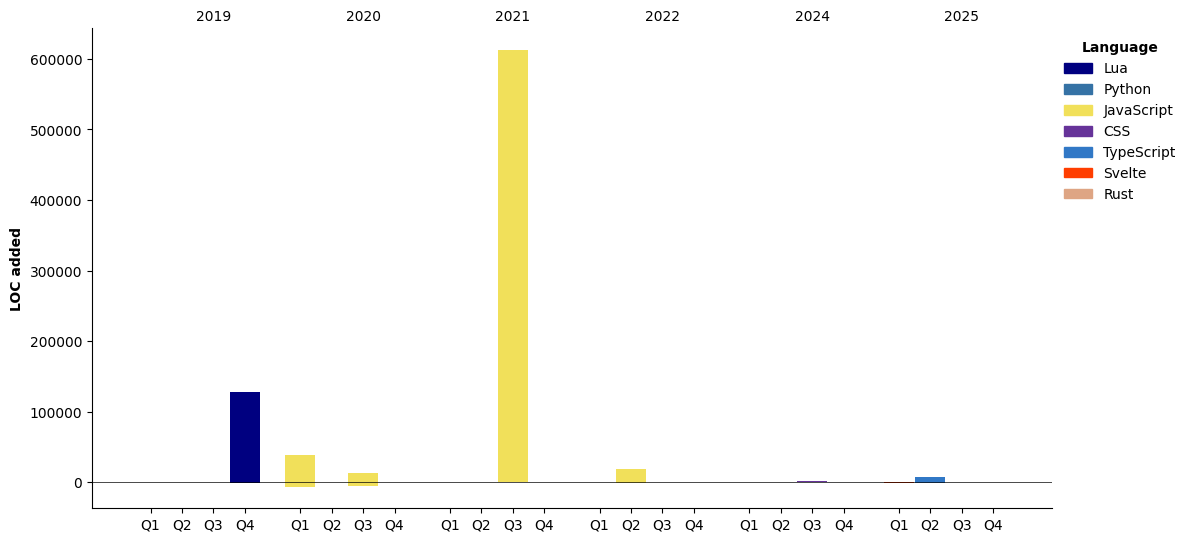 2019 2020 2021 2022 2024 2025
Language
Lua
Python
JavaScript
CSS
TypeScript
Svelte
Rust
LOC added
600000
500000
400000
300000
200000
100000
0
Q1 Q2 Q3 Q4 Q1 Q2 Q3 Q4 Q1 Q2 Q3 Q4 Q1 Q2 Q3 Q4 Q1 Q2 Q3 Q4 Q1 Q2 Q3 Q4